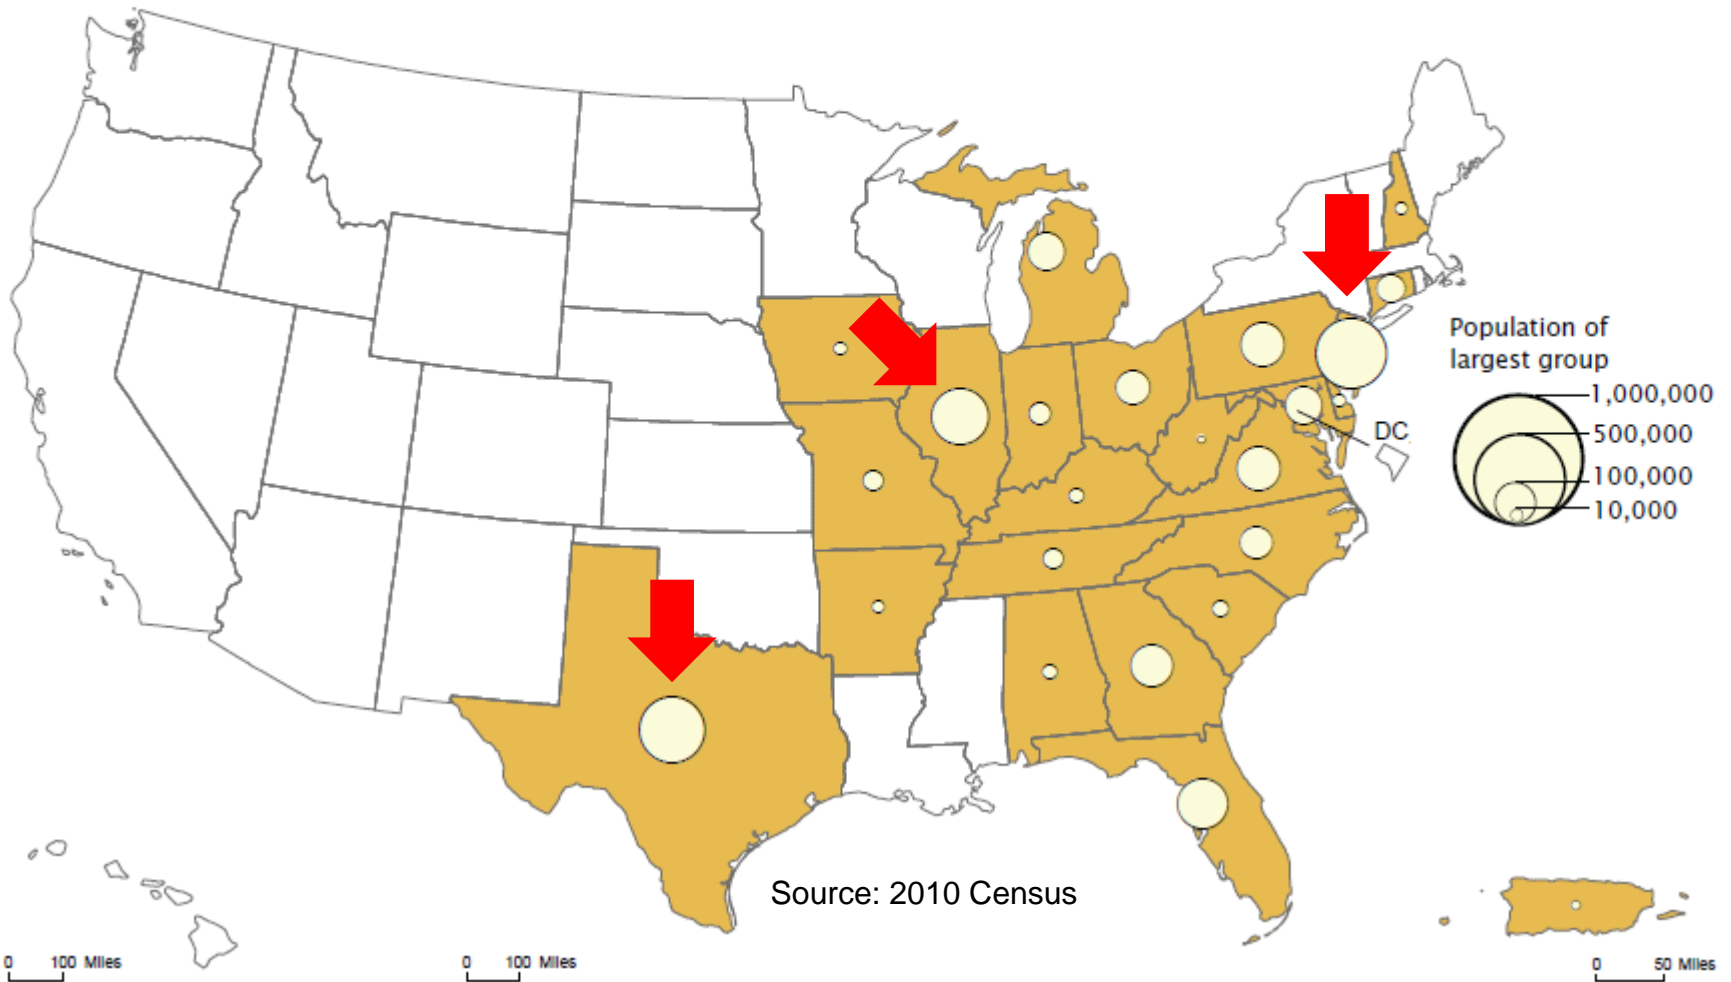 Population of
largest group
1,000,000
500,000
100,000
10,000
DC
Source: 2010 Census
0 100 Miles
0 100 Miles
0 50 Miles